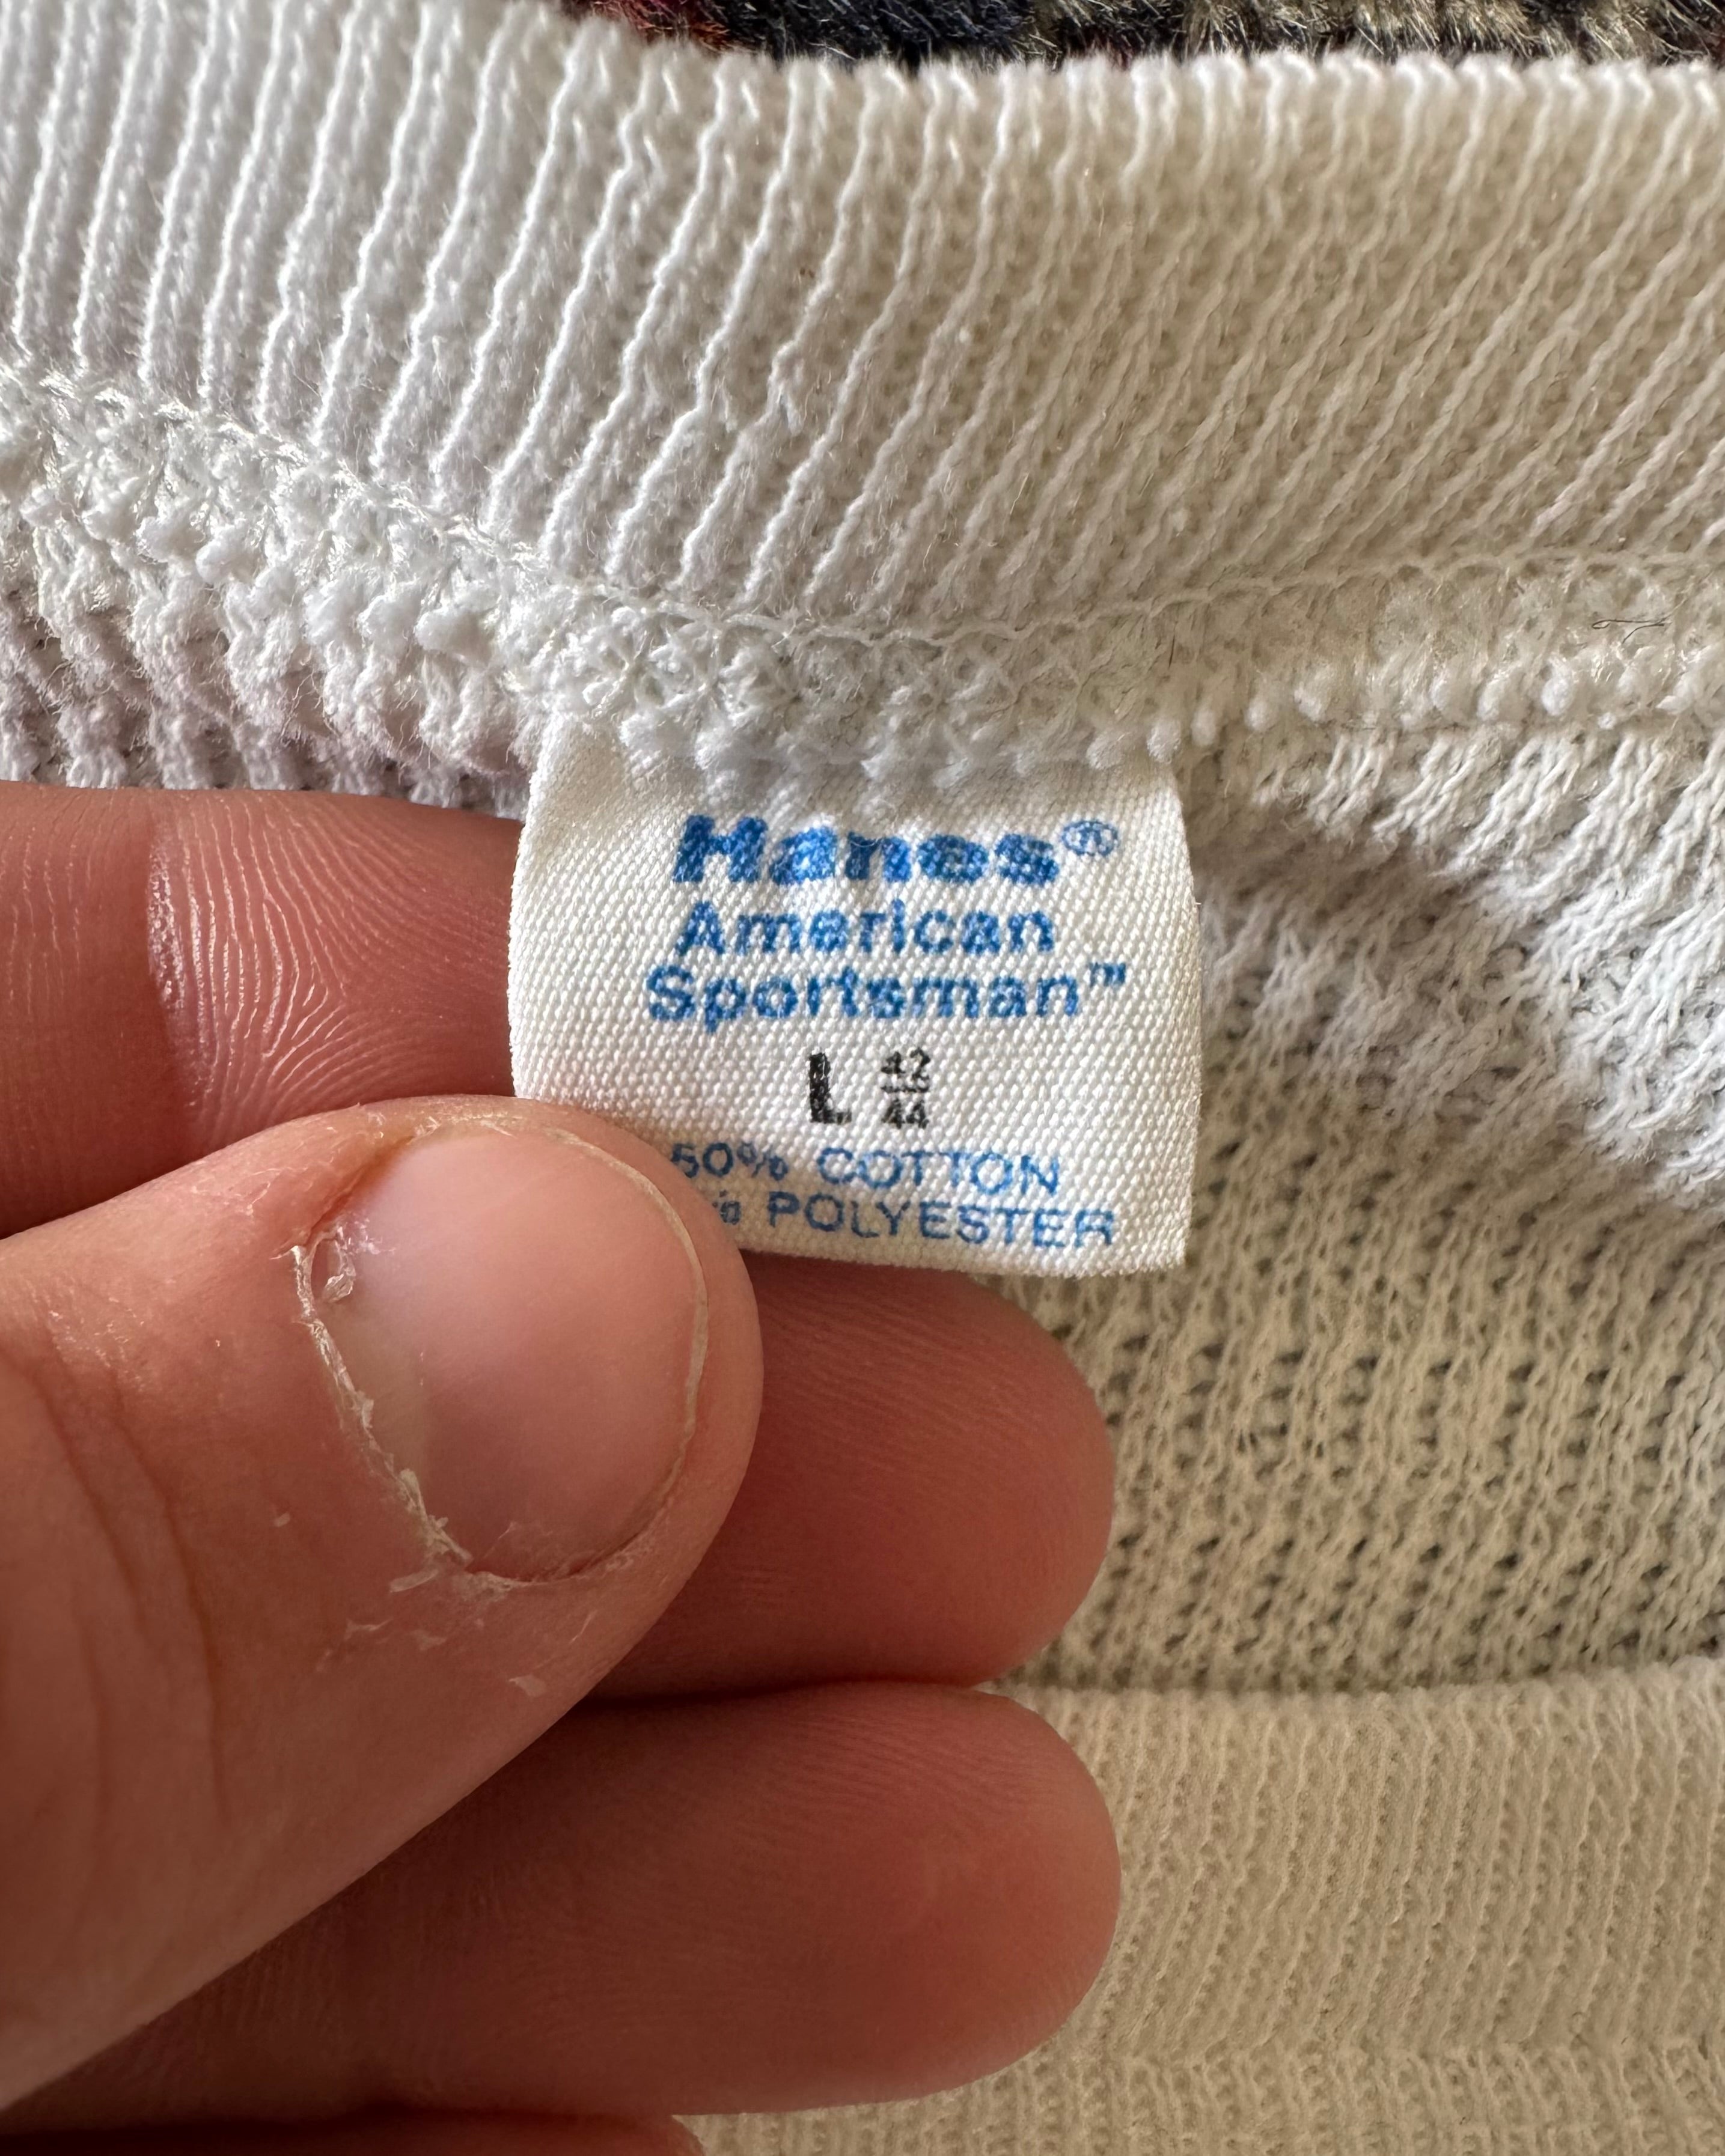 Hanes®
American
Sportsman™
L 42/44
50% COTTON
% POLYESTER